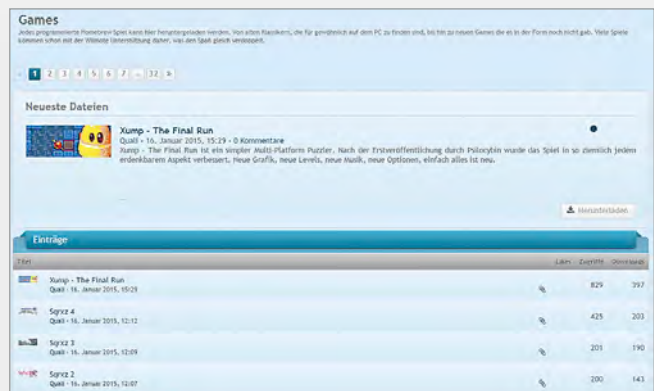 Games
Jedes programmierte Homebrew Spiel kann hier heruntergeladen werden. Von alten Klassikern, die für gewöhnlich auf dem PC zu finden sind, bis hin zu neuen Games die es in der Form noch nicht gab. Viele Spiele
kommen schon mit der Wiimote Unterstützung daher, was den Spaß gleich verdoppelt.
1 2 3 4 5 6 7 … 32 »
Neueste Dateien
Xump - The Final Run
Quall - 16. Januar 2015, 15:29 - 0 Kommentare
Xump - The Final Run ist ein simpler Multi-Platform Puzzler. Nach der Erstveröffentlichung durch Psilocybin wurde das Spiel in so ziemlich jedem
erdenkbarem Aspekt verbessert. Neue Grafik, neue Levels, neue Musik, neue Optionen, einfach alles ist neu.
...
Herunterladen
Einträge
Titel Likes Zugriffe Downloads
Xump - The Final Run
Quall - 16. Januar 2015, 15:29
829 397
Sqrxz 4
Quall - 16. Januar 2015, 12:12
425 203
Sqrxz 3
Quall - 16. Januar 2015, 12:09
201 190
Sqrxz 2
Quall - 16. Januar 2015, 12:07
200 143